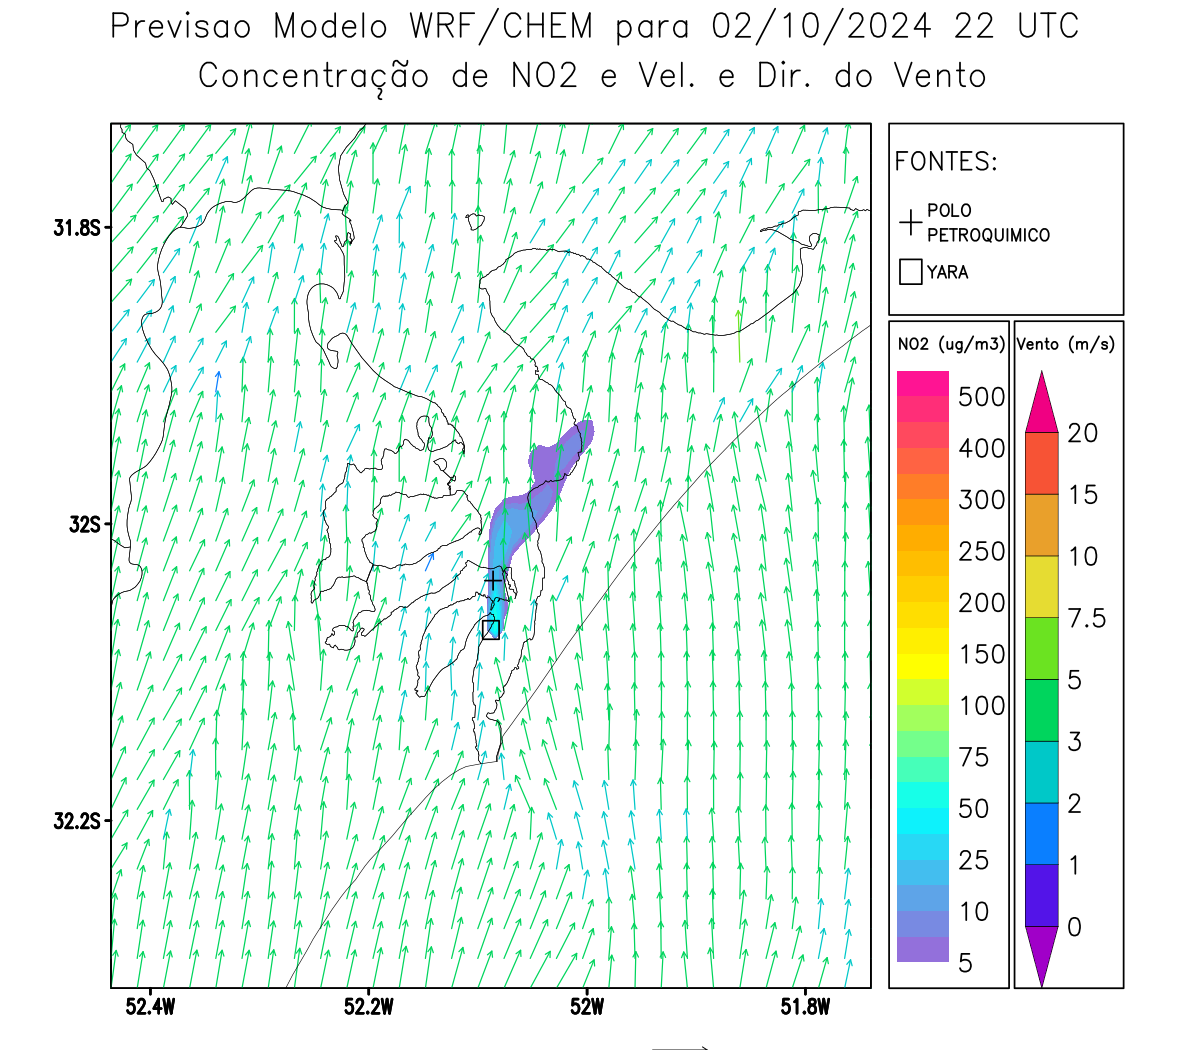 Previsao Modelo WRF/CHEM para 02/10/2024 22 UTC
Concentração de NO2 e Vel. e Dir. do Vento
FONTES:
POLO
PETROQUIMICO
YARA
NO2 (ug/m3)
500
400
300
250
200
150
100
75
50
25
10
5
Vento (m/s)
20
15
10
7.5
5
3
2
1
0
31.8S
32S
32.2S
52.4W
52.2W
52W
51.8W